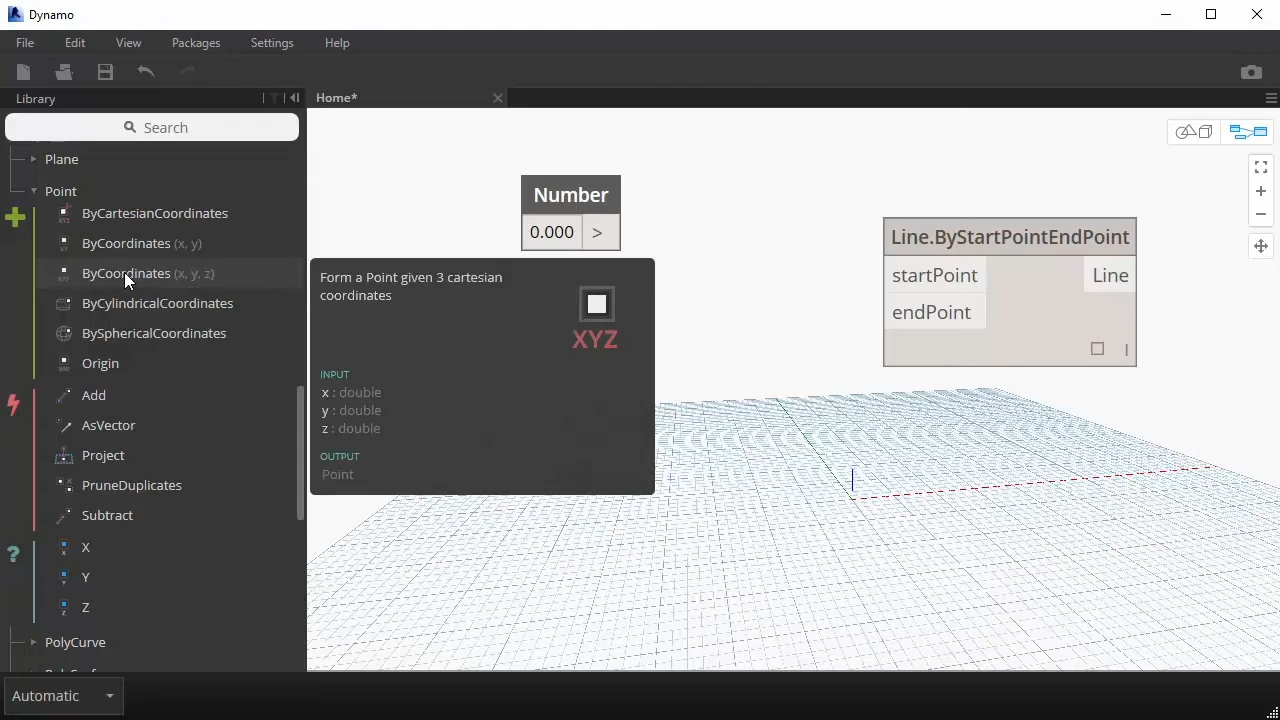 Dynamo
File Edit View Packages Settings Help
Library
Home*
Search
Plane
Point
ByCartesianCoordinates
ByCoordinates (x, y)
ByCoordinates (x, y, z)
ByCylindricalCoordinates
BySphericalCoordinates
Origin
Add
AsVector
Project
PruneDuplicates
Subtract
X
Y
Z
PolyCurve
Number
0.000 >
Form a Point given 3 cartesian
coordinates
XYZ
INPUT
x : double
y : double
z : double
OUTPUT
Point
Line.ByStartPointEndPoint
startPoint Line
endPoint
Automatic